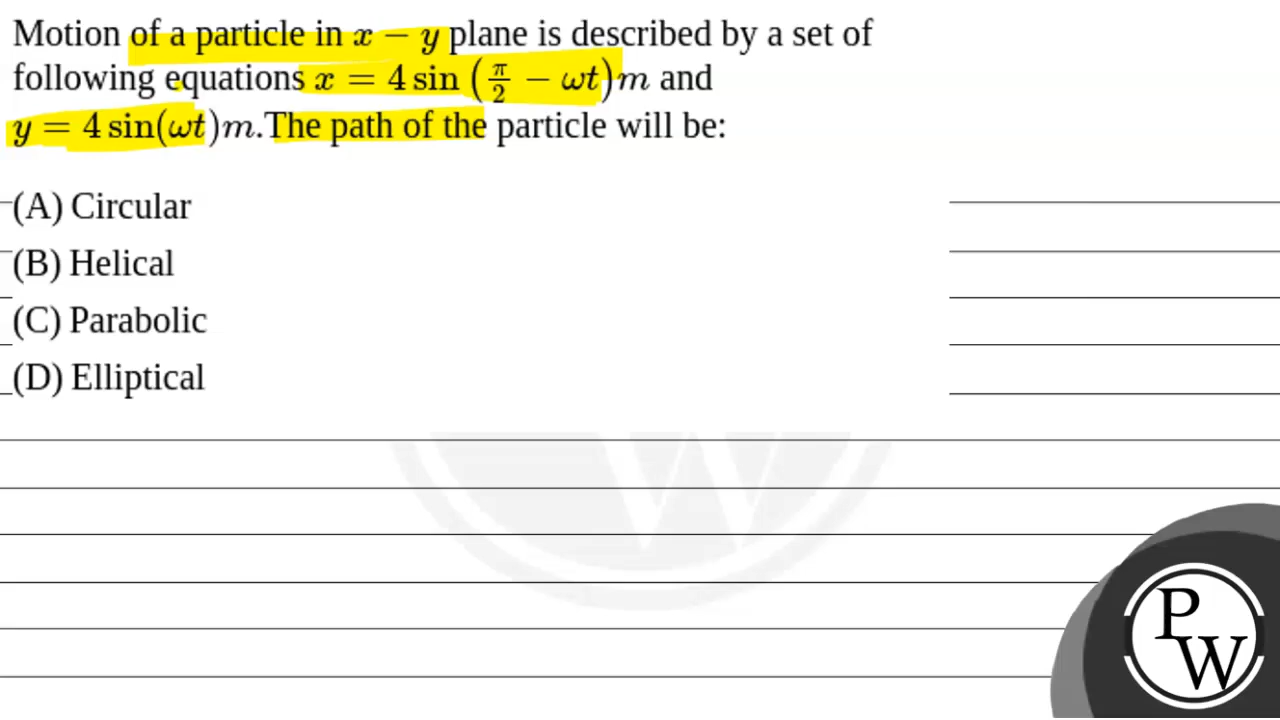 Motion of a particle in x − y plane is described by a set of
following equations x = 4 sin (π/2 − ωt)m and
y = 4 sin(ωt)m.The path of the particle will be:
(A) Circular
(B) Helical
(C) Parabolic
(D) Elliptical
P
W